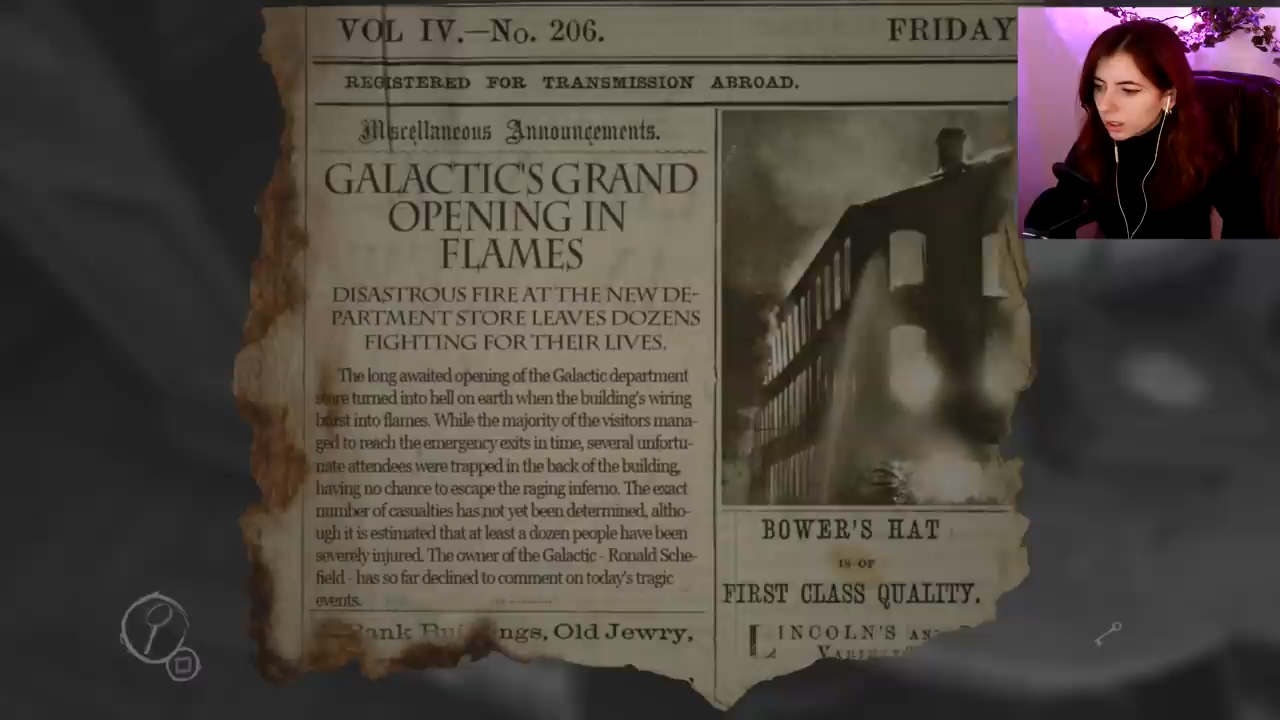 VOL IV.—No. 206.
FRIDAY
REGISTERED FOR TRANSMISSION ABROAD.
Miscellaneous Announcements.
GALACTIC'S GRAND
OPENING IN
FLAMES
DISASTROUS FIRE AT THE NEW DE-
PARTMENT STORE LEAVES DOZENS
FIGHTING FOR THEIR LIVES.
The long awaited opening of the Galactic department
store turned into hell on earth when the building's wiring
burst into flames. While the majority of the visitors mana-
ged to reach the emergency exits in time, several unfortu-
nate attendees were trapped in the back of the building,
having no chance to escape the raging inferno. The exact
number of casualties has not yet been determined, altho-
ugh it is estimated that at least a dozen people have been
severely injured. The owner of the Galactic - Ronald Sche-
field - has so far declined to comment on today's tragic
events.
Bank Buildings, Old Jewry,
BOWER'S HAT
IS OF
FIRST CLASS QUALITY.
LINCOLN'S